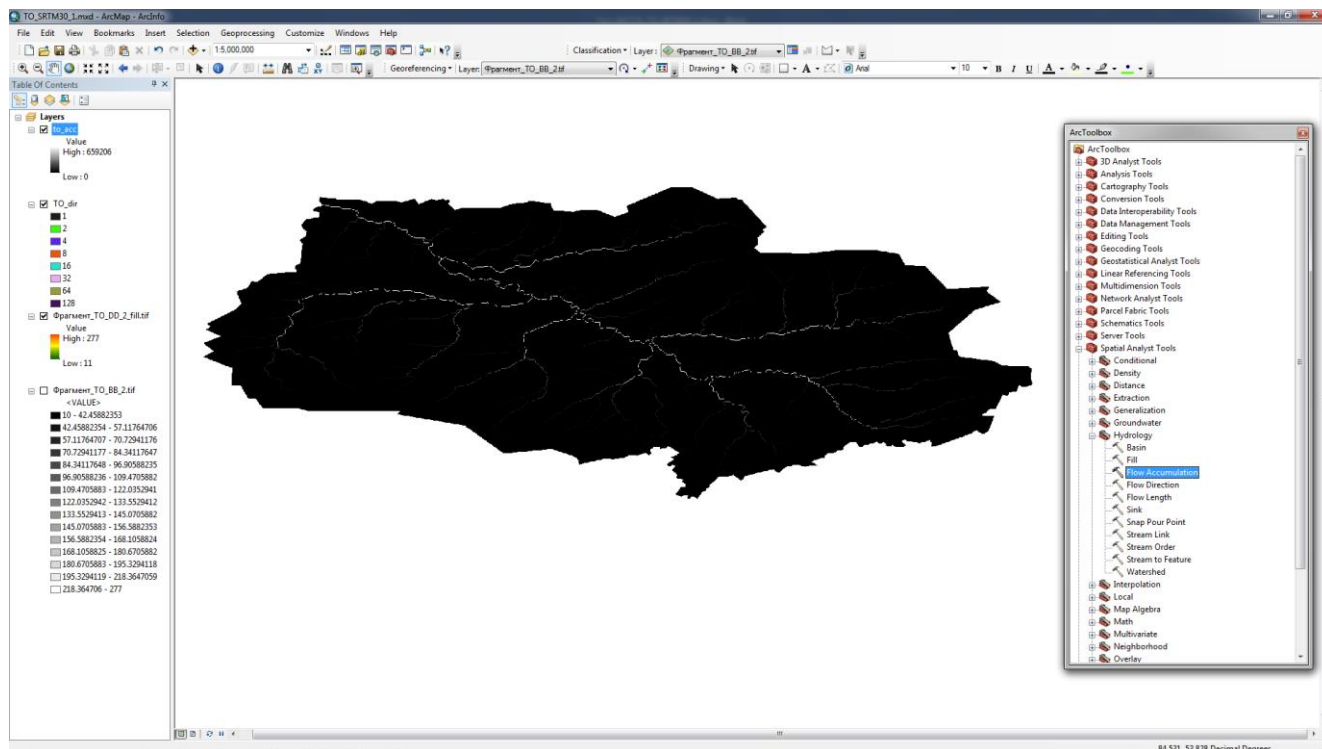 TO_SRTM30_1.mxd - ArcMap - ArcInfo
File Edit View Bookmarks Insert Selection Geoprocessing Customize Windows Help
1:5,000,000
Classification Layer: Фрагмент_TO_BB_2.tif
Georeferencing Layer: Фрагмент_TO_BB_2.tif
Drawing
Arial
10
B I U A
Table Of Contents
Layers
to_acc
Value
High : 659206
Low : 0
TO_dir
1
2
4
8
16
32
64
128
Фрагмент_TO_DD_2_fill.tif
Value
High : 277
Low : 11
Фрагмент_TO_BB_2.tif
<VALUE>
10 - 42.45882353
42.45882354 - 57.11764706
57.11764707 - 70.72941176
70.72941177 - 84.34117647
84.34117648 - 96.90588235
96.90588236 - 109.4705882
109.4705883 - 122.0352941
122.0352942 - 133.5529412
133.5529413 - 145.0705882
145.0705883 - 156.5882353
156.5882354 - 168.1058824
168.1058825 - 180.6705882
180.6705883 - 195.3294118
195.3294119 - 218.3647059
218.364706 - 277
ArcToolbox
ArcToolbox
3D Analyst Tools
Analysis Tools
Cartography Tools
Conversion Tools
Data Interoperability Tools
Data Management Tools
Editing Tools
Geocoding Tools
Geostatistical Analyst Tools
Linear Referencing Tools
Multidimension Tools
Network Analyst Tools
Parcel Fabric Tools
Schematics Tools
Server Tools
Spatial Analyst Tools
Conditional
Density
Distance
Extraction
Generalization
Groundwater
Hydrology
Basin
Fill
Flow Accumulation
Flow Direction
Flow Length
Sink
Snap Pour Point
Stream Link
Stream Order
Stream to Feature
Watershed
Interpolation
Local
Map Algebra
Math
Multivariate
Neighborhood
Overlay